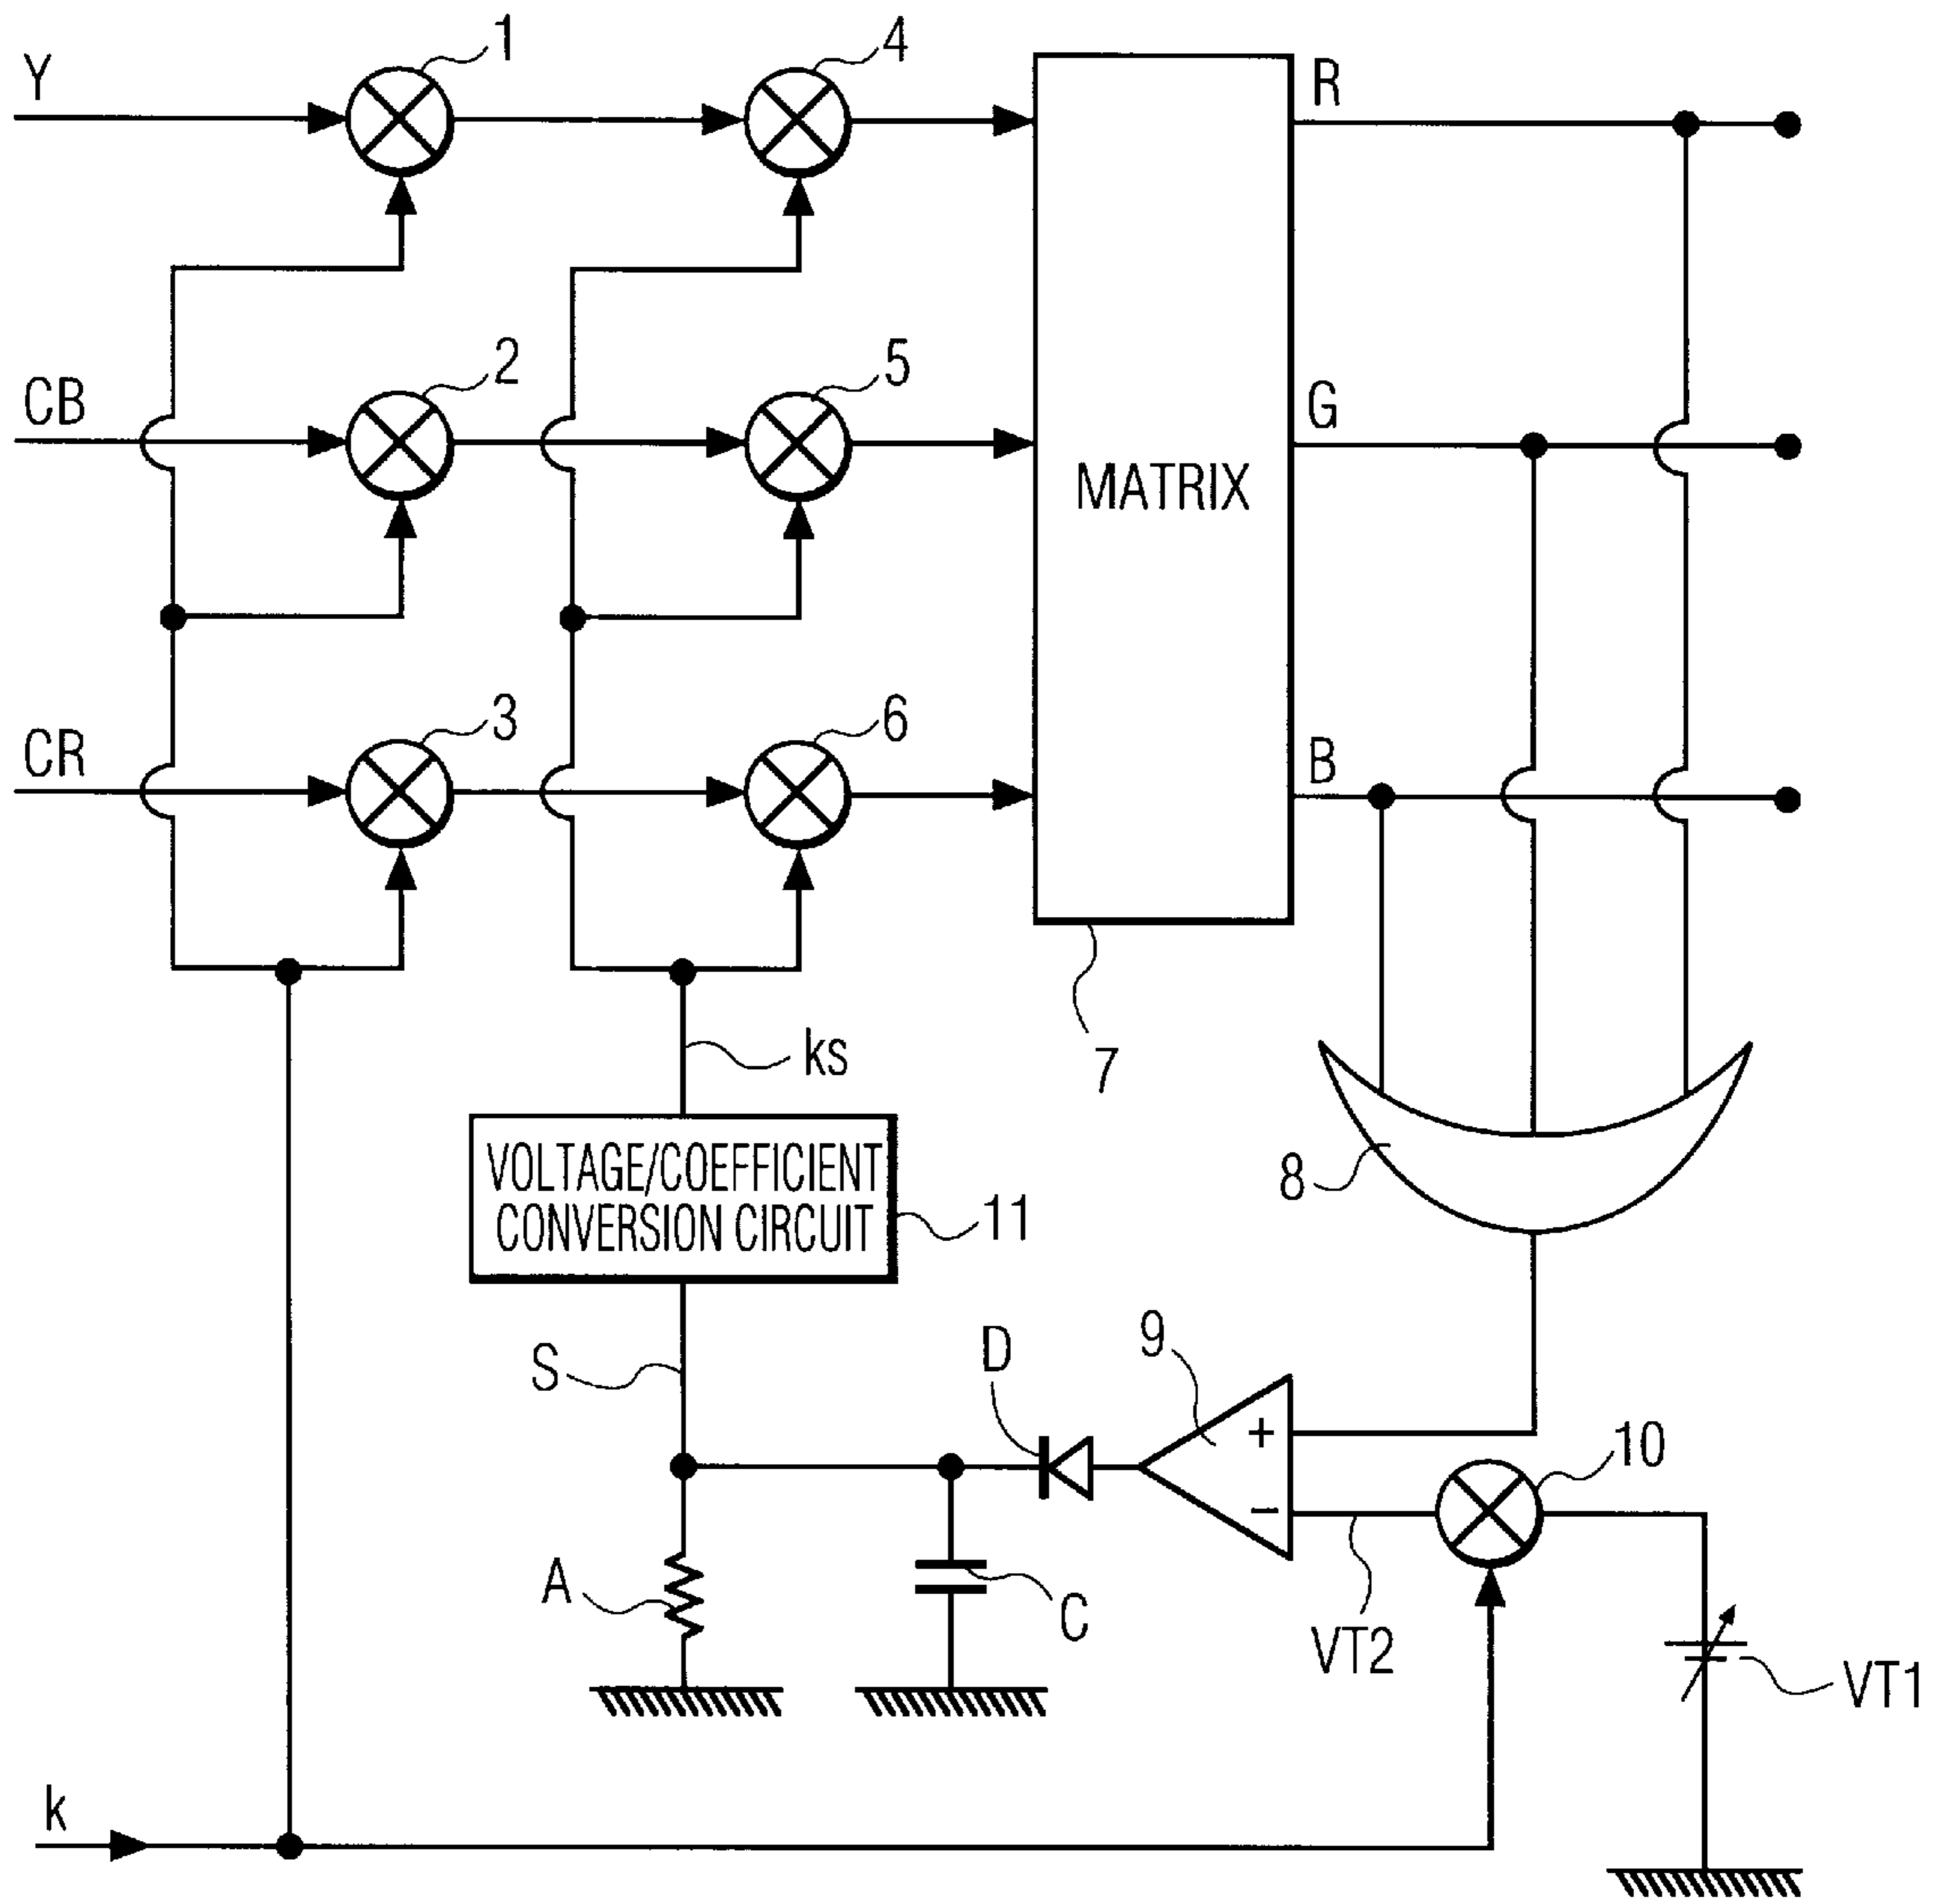 1
4
Y
R
2
5
CB
G
MATRIX
3
6
CR
B
ks
7
VOLTAGE/COEFFICIENT
CONVERSION CIRCUIT
8
11
S
D
9
+
10
−
A
C
VT2
VT1
k